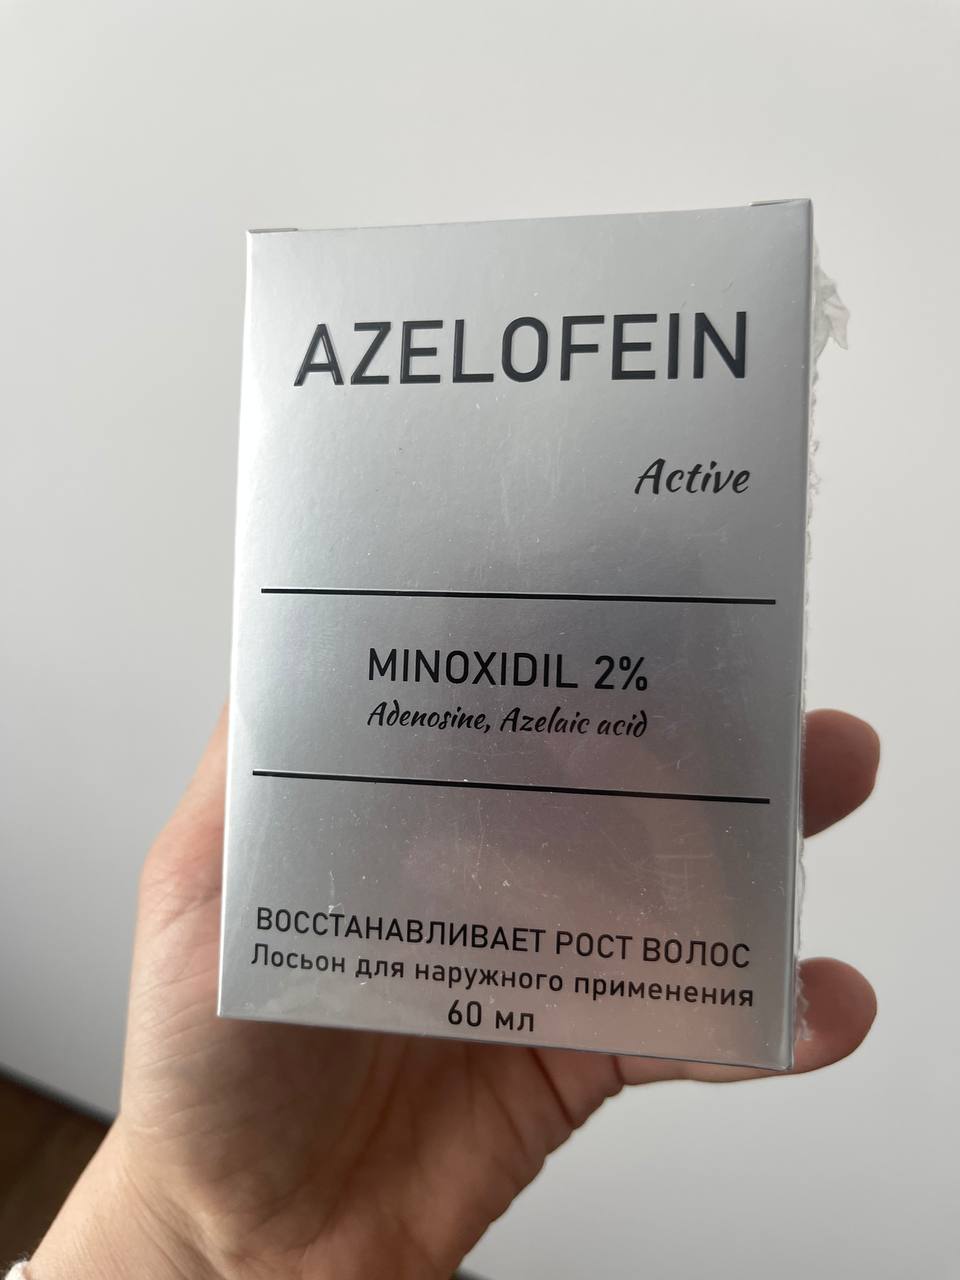 AZELOFEIN
Active
MINOXIDIL 2%
Adenosine, Azelaic acid
ВОССТАНАВЛИВАЕТ РОСТ ВОЛОС
Лосьон для наружного применения
60 мл